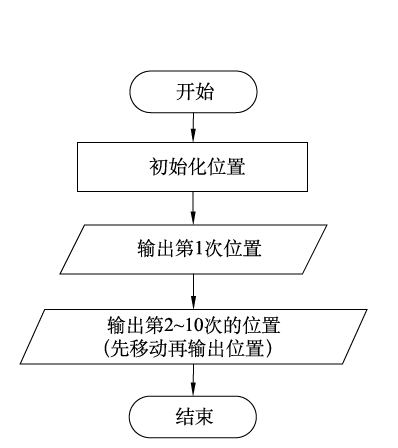 开始
初始化位置
输出第1次位置
输出第2~10次的位置
（先移动再输出位置）
结束